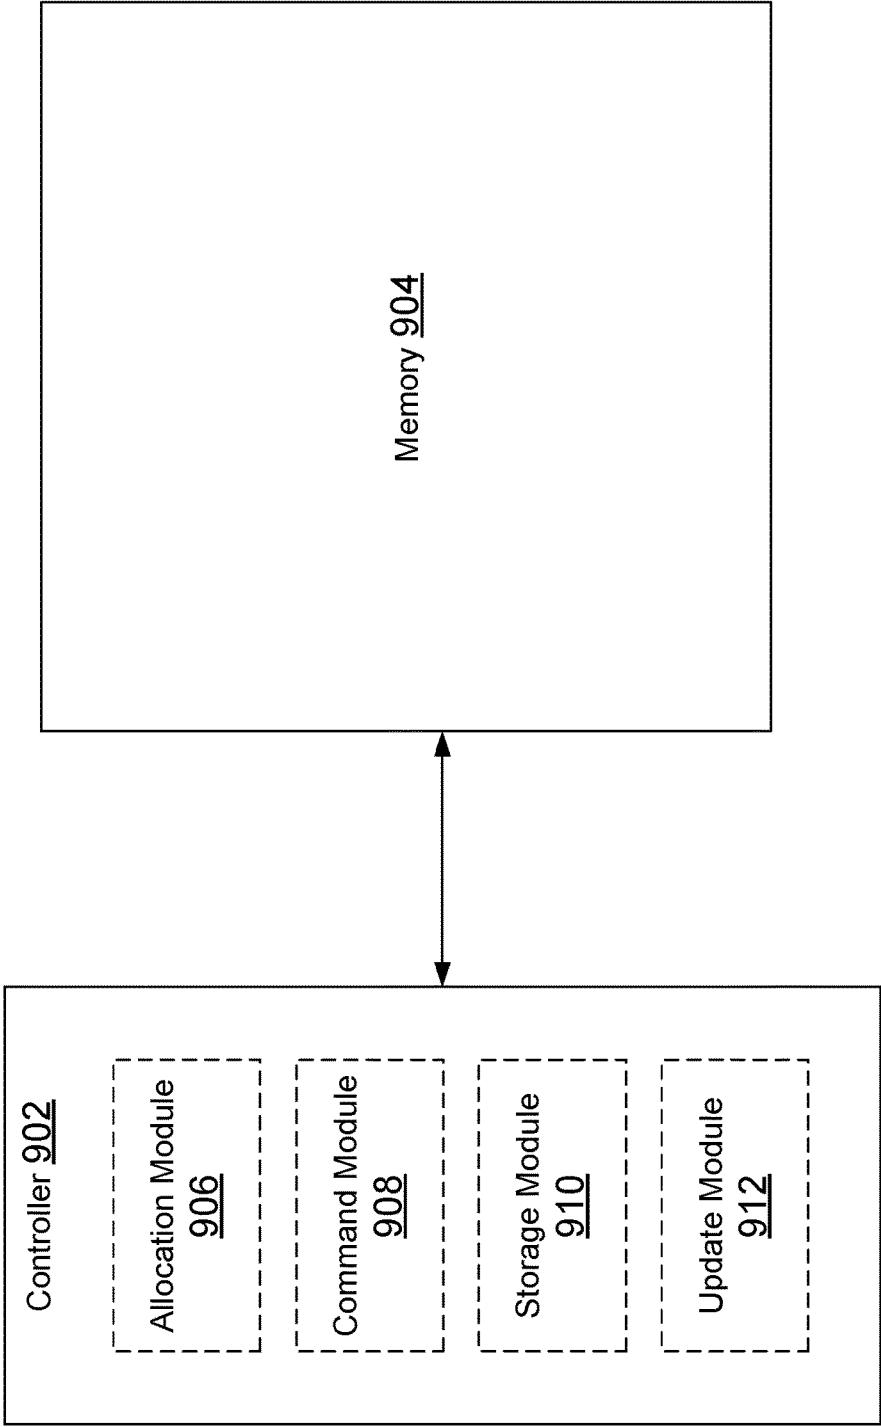 Controller 902
Allocation Module
906
Command Module
908
Storage Module
910
Update Module
912
Memory 904